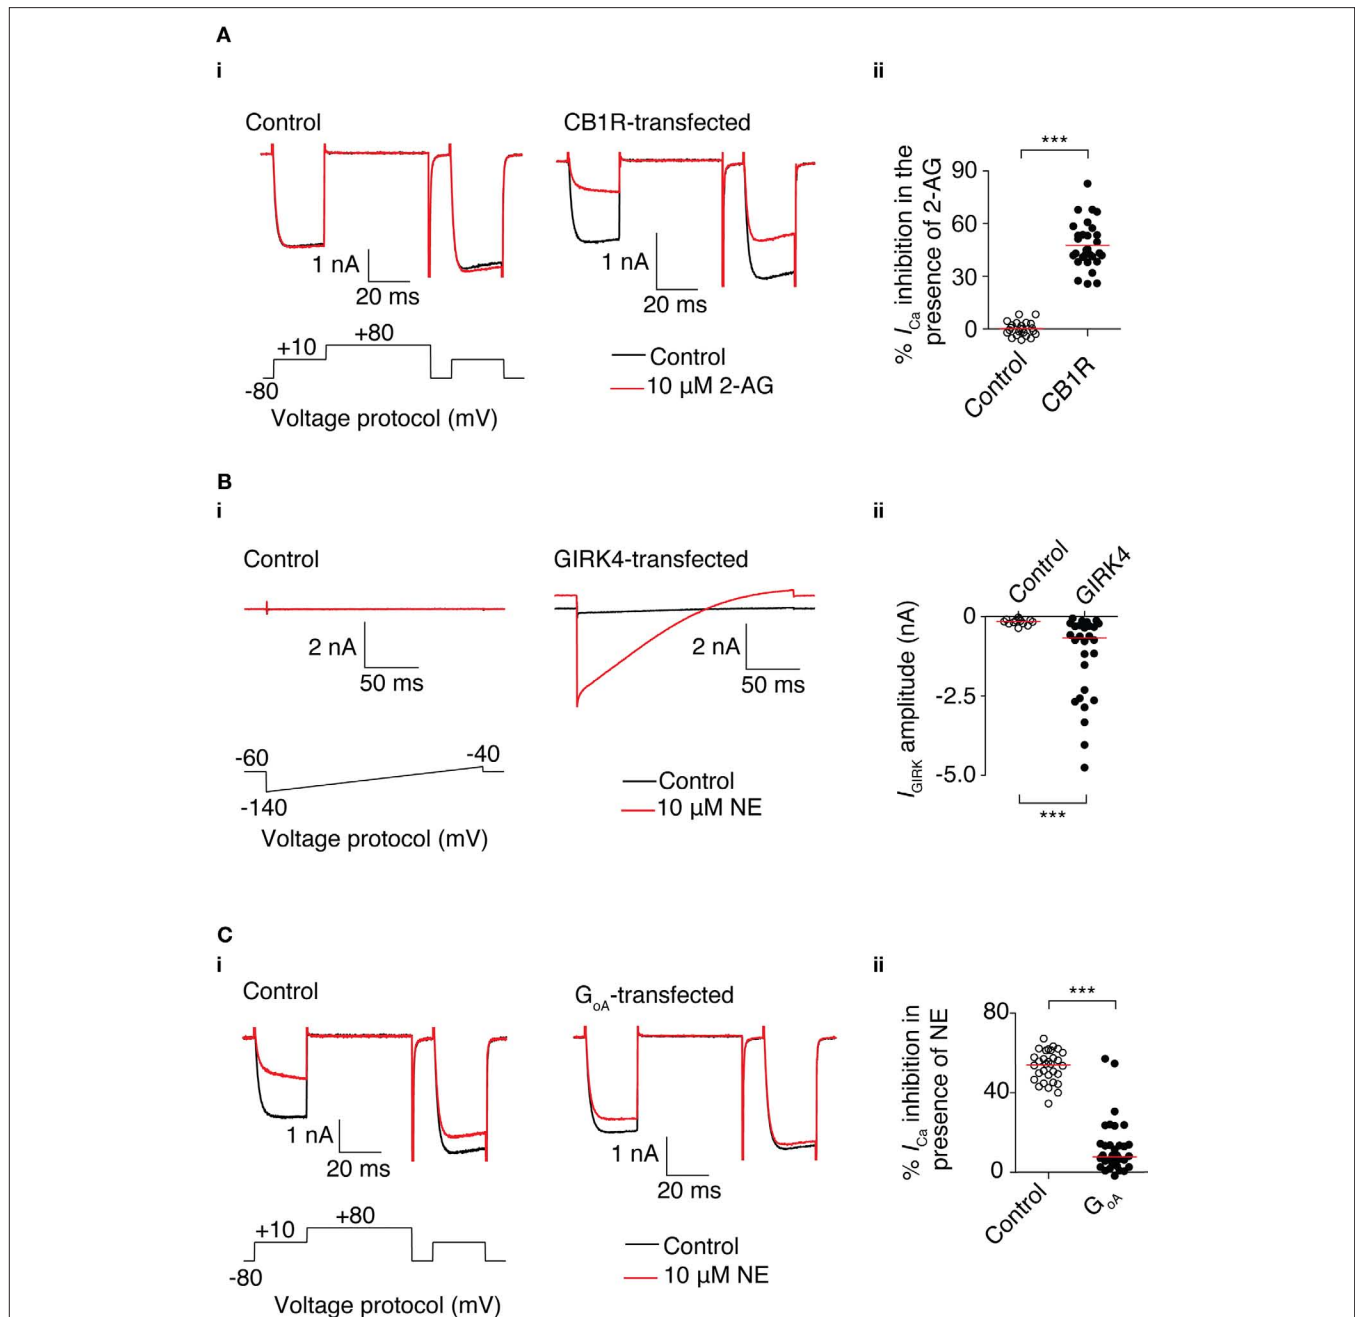 A
i
ii
Control
CB1R-transfected
1 nA
20 ms
1 nA
20 ms
+10
+80
-80
Voltage protocol (mV)
Control
10 µM 2-AG
% ICa inhibition in the
presence of 2-AG
***
90
60
30
0
Control
CB1R
B
i
ii
Control
GIRK4-transfected
2 nA
50 ms
2 nA
50 ms
-60
-40
-140
Voltage protocol (mV)
Control
10 µM NE
Control
GIRK4
IGIRK amplitude (nA)
0
-2.5
-5.0
***
C
i
ii
Control
GoA-transfected
1 nA
20 ms
1 nA
20 ms
+10
+80
-80
Voltage protocol (mV)
Control
10 µM NE
% ICa inhibition in
presence of NE
***
80
40
0
Control
GoA